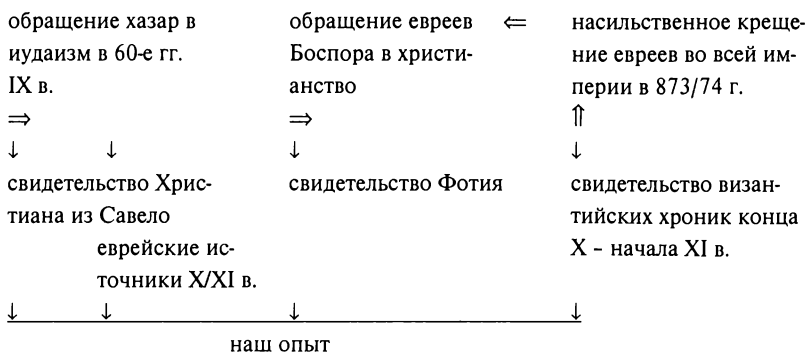 обращение хазар в
иудаизм в 60-е гг.
IX в.
⇒
обращение евреев ⇐
Боспора в христи-
анство
⇒
насильственное креще-
ние евреев во всей им-
перии в 873/74 г.
⇑
↓ ↓ ↓ ↓
свидетельство Хрис-
тиана из Савело
еврейские ис-
точники X/XI в.
свидетельство Фотия
свидетельство визан-
тийских хроник конца
X – начала XI в.
↓ ↓ ↓ ↓
наш опыт